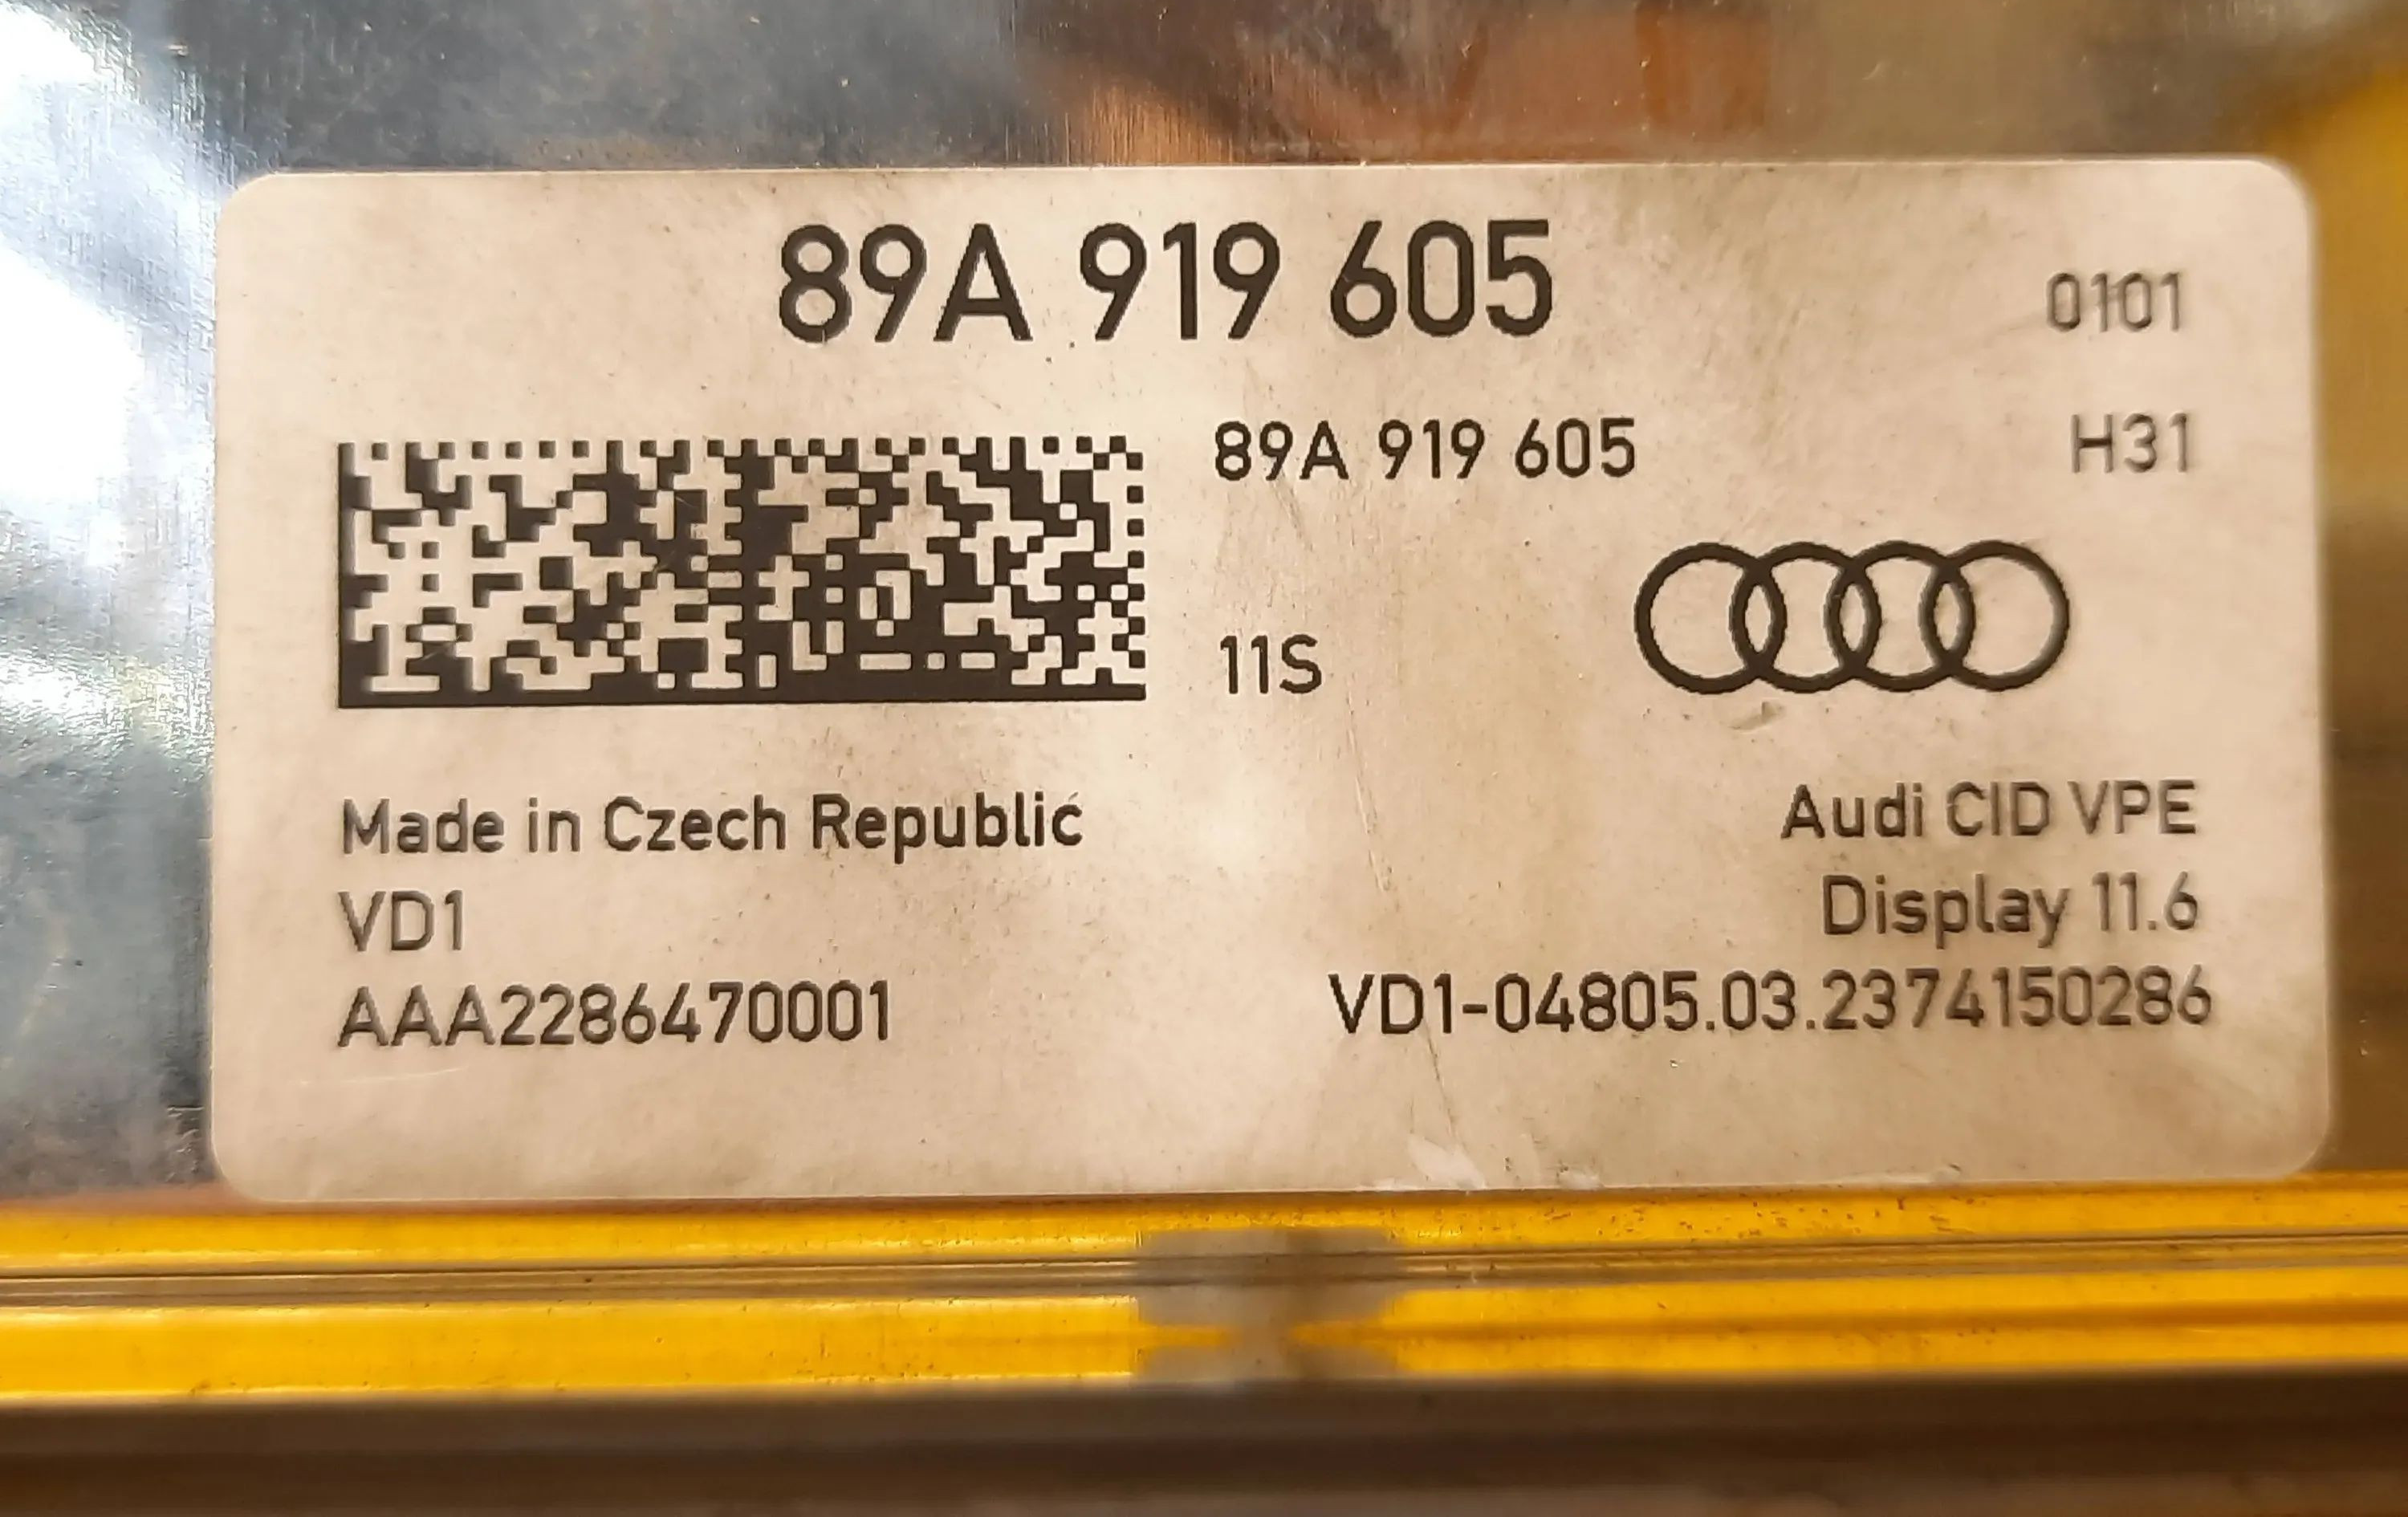 89A 919 605
0101
89A 919 605
H31
11S
Made in Czech Republic
Audi CID VPE
VD1
Display 11.6
AAA2286470001
VD1-04805.03.2374150286